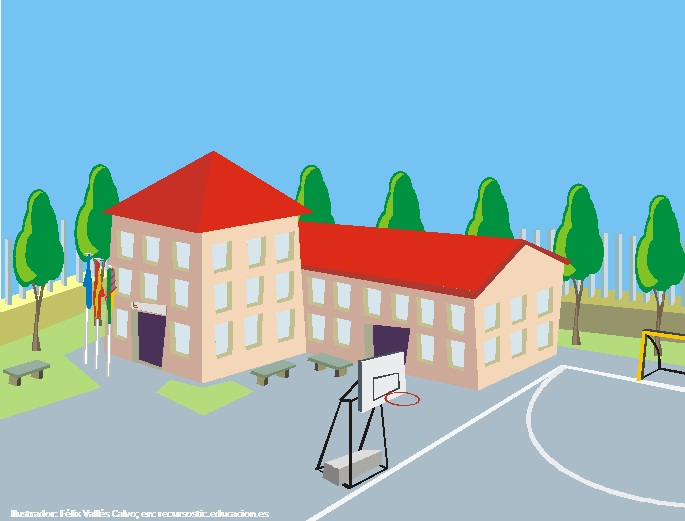 Ilustrador: Félix Vallés Calvo; en: recursostic.educacion.es